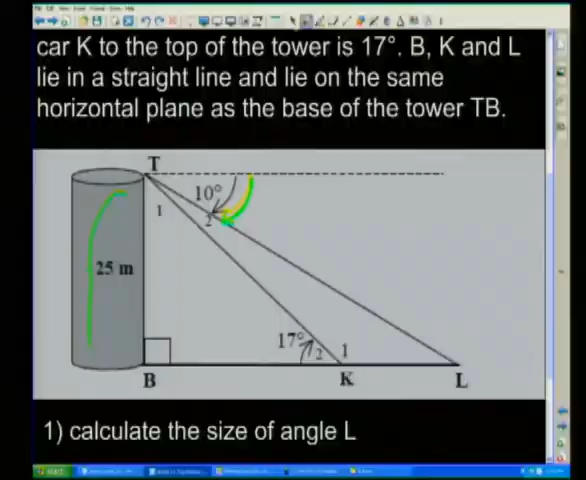 car K to the top of the tower is 17°. B, K and L
lie in a straight line and lie on the same
horizontal plane as the base of the tower TB.
T
10°
1
2
25 m
17°
2
1
B
K
L
1) calculate the size of angle L